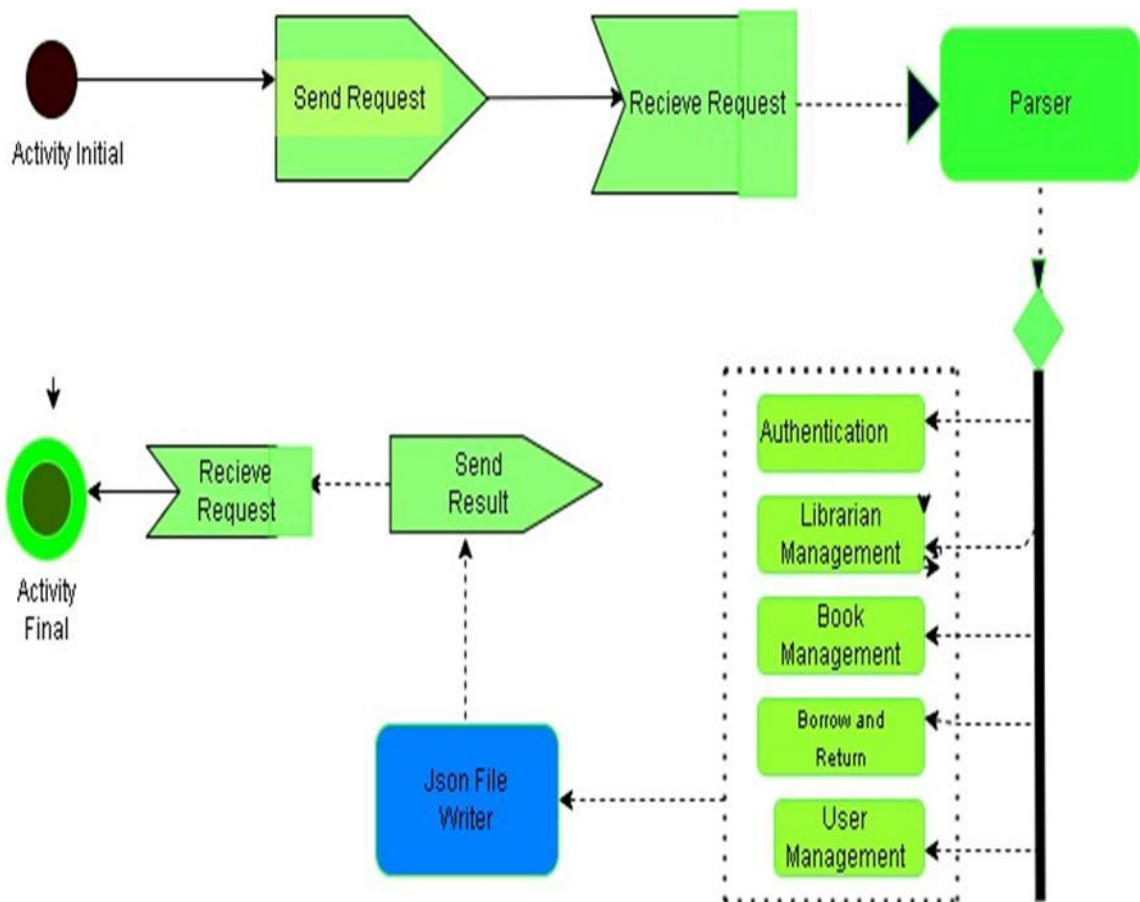 Send Request
Recieve Request
Parser
Activity Initial
Authentication
Librarian
Management
Book
Management
Borrow and
Return
User
Management
Recieve
Request
Send
Result
Activity
Final
Json File
Writer